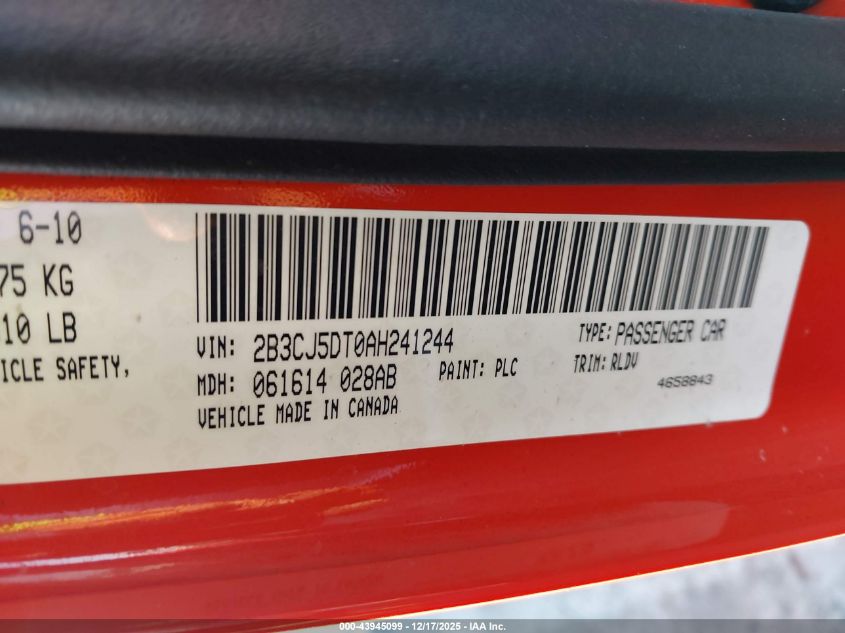 6-10
75 KG
10 LB
ICLE SAFETY,
VIN: 2B3CJ5DT0AH241244
TYPE: PASSENGER CAR
MDH: 061614 028AB
PAINT: PLC
TRIM: RLDV
VEHICLE MADE IN CANADA
4658843
000-43945099 - 12/17/2025 - IAA Inc.